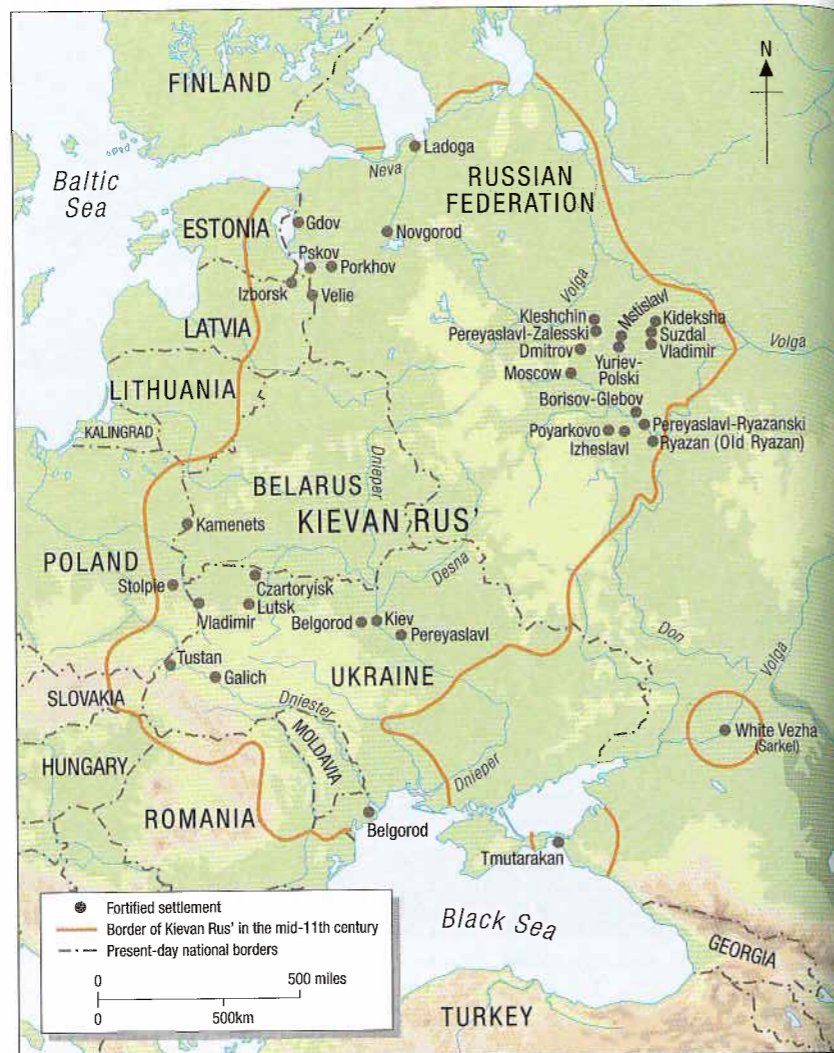 N
FINLAND
Ladoga
Neva
Baltic
Sea
RUSSIAN
FEDERATION
ESTONIA
Gdov
Novgorod
Pskov
Porkhov
Izborsk
Velie
Volga
LATVIA
Kleshchin
Mstislavl
Kideksha
Pereyaslavl-Zalesski
Suzdal
Dmitrov
Vladimir
Volga
Yuriev-
Polski
Moscow
LITHUANIA
Borisov-Glebov
KALINGRAD
Pereyaslavl-Ryazanski
Poyarkovo
Izheslavl
Ryazan (Old Ryazan)
Dnieper
BELARUS
KIEVAN RUS'
Kamenets
POLAND
Desna
Stolpie
Czartoryisk
Vladimir
Lutsk
Belgorod
Kiev
Pereyaslavl
Don
Volga
Tustan
Galich
UKRAINE
SLOVAKIA
Dniester
MOLDAVIA
White Vezha
(Sarkel)
HUNGARY
Dnieper
ROMANIA
Belgorod
Tmutarakan
Black Sea
GEORGIA
TURKEY
Fortified settlement
Border of Kievan Rus' in the mid-11th century
Present-day national borders
0 500 miles
0 500km